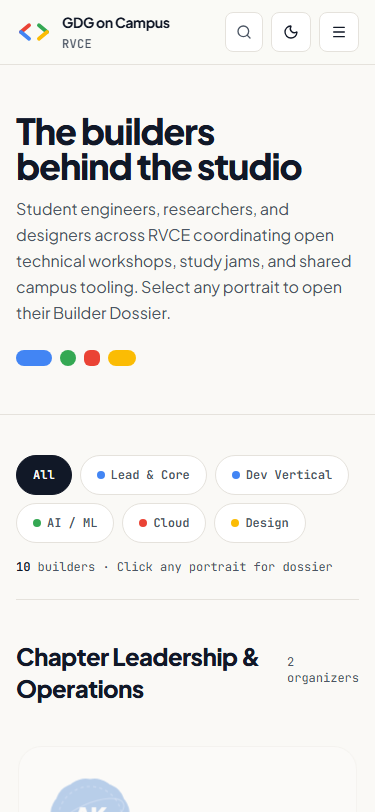 GDG on Campus
RVCE
The builders
behind the studio
Student engineers, researchers, and
designers across RVCE coordinating open
technical workshops, study jams, and shared
campus tooling. Select any portrait to open
their Builder Dossier.
All
Lead & Core
Dev Vertical
AI / ML
Cloud
Design
10 builders · Click any portrait for dossier
Chapter Leadership &
Operations
2
organizers